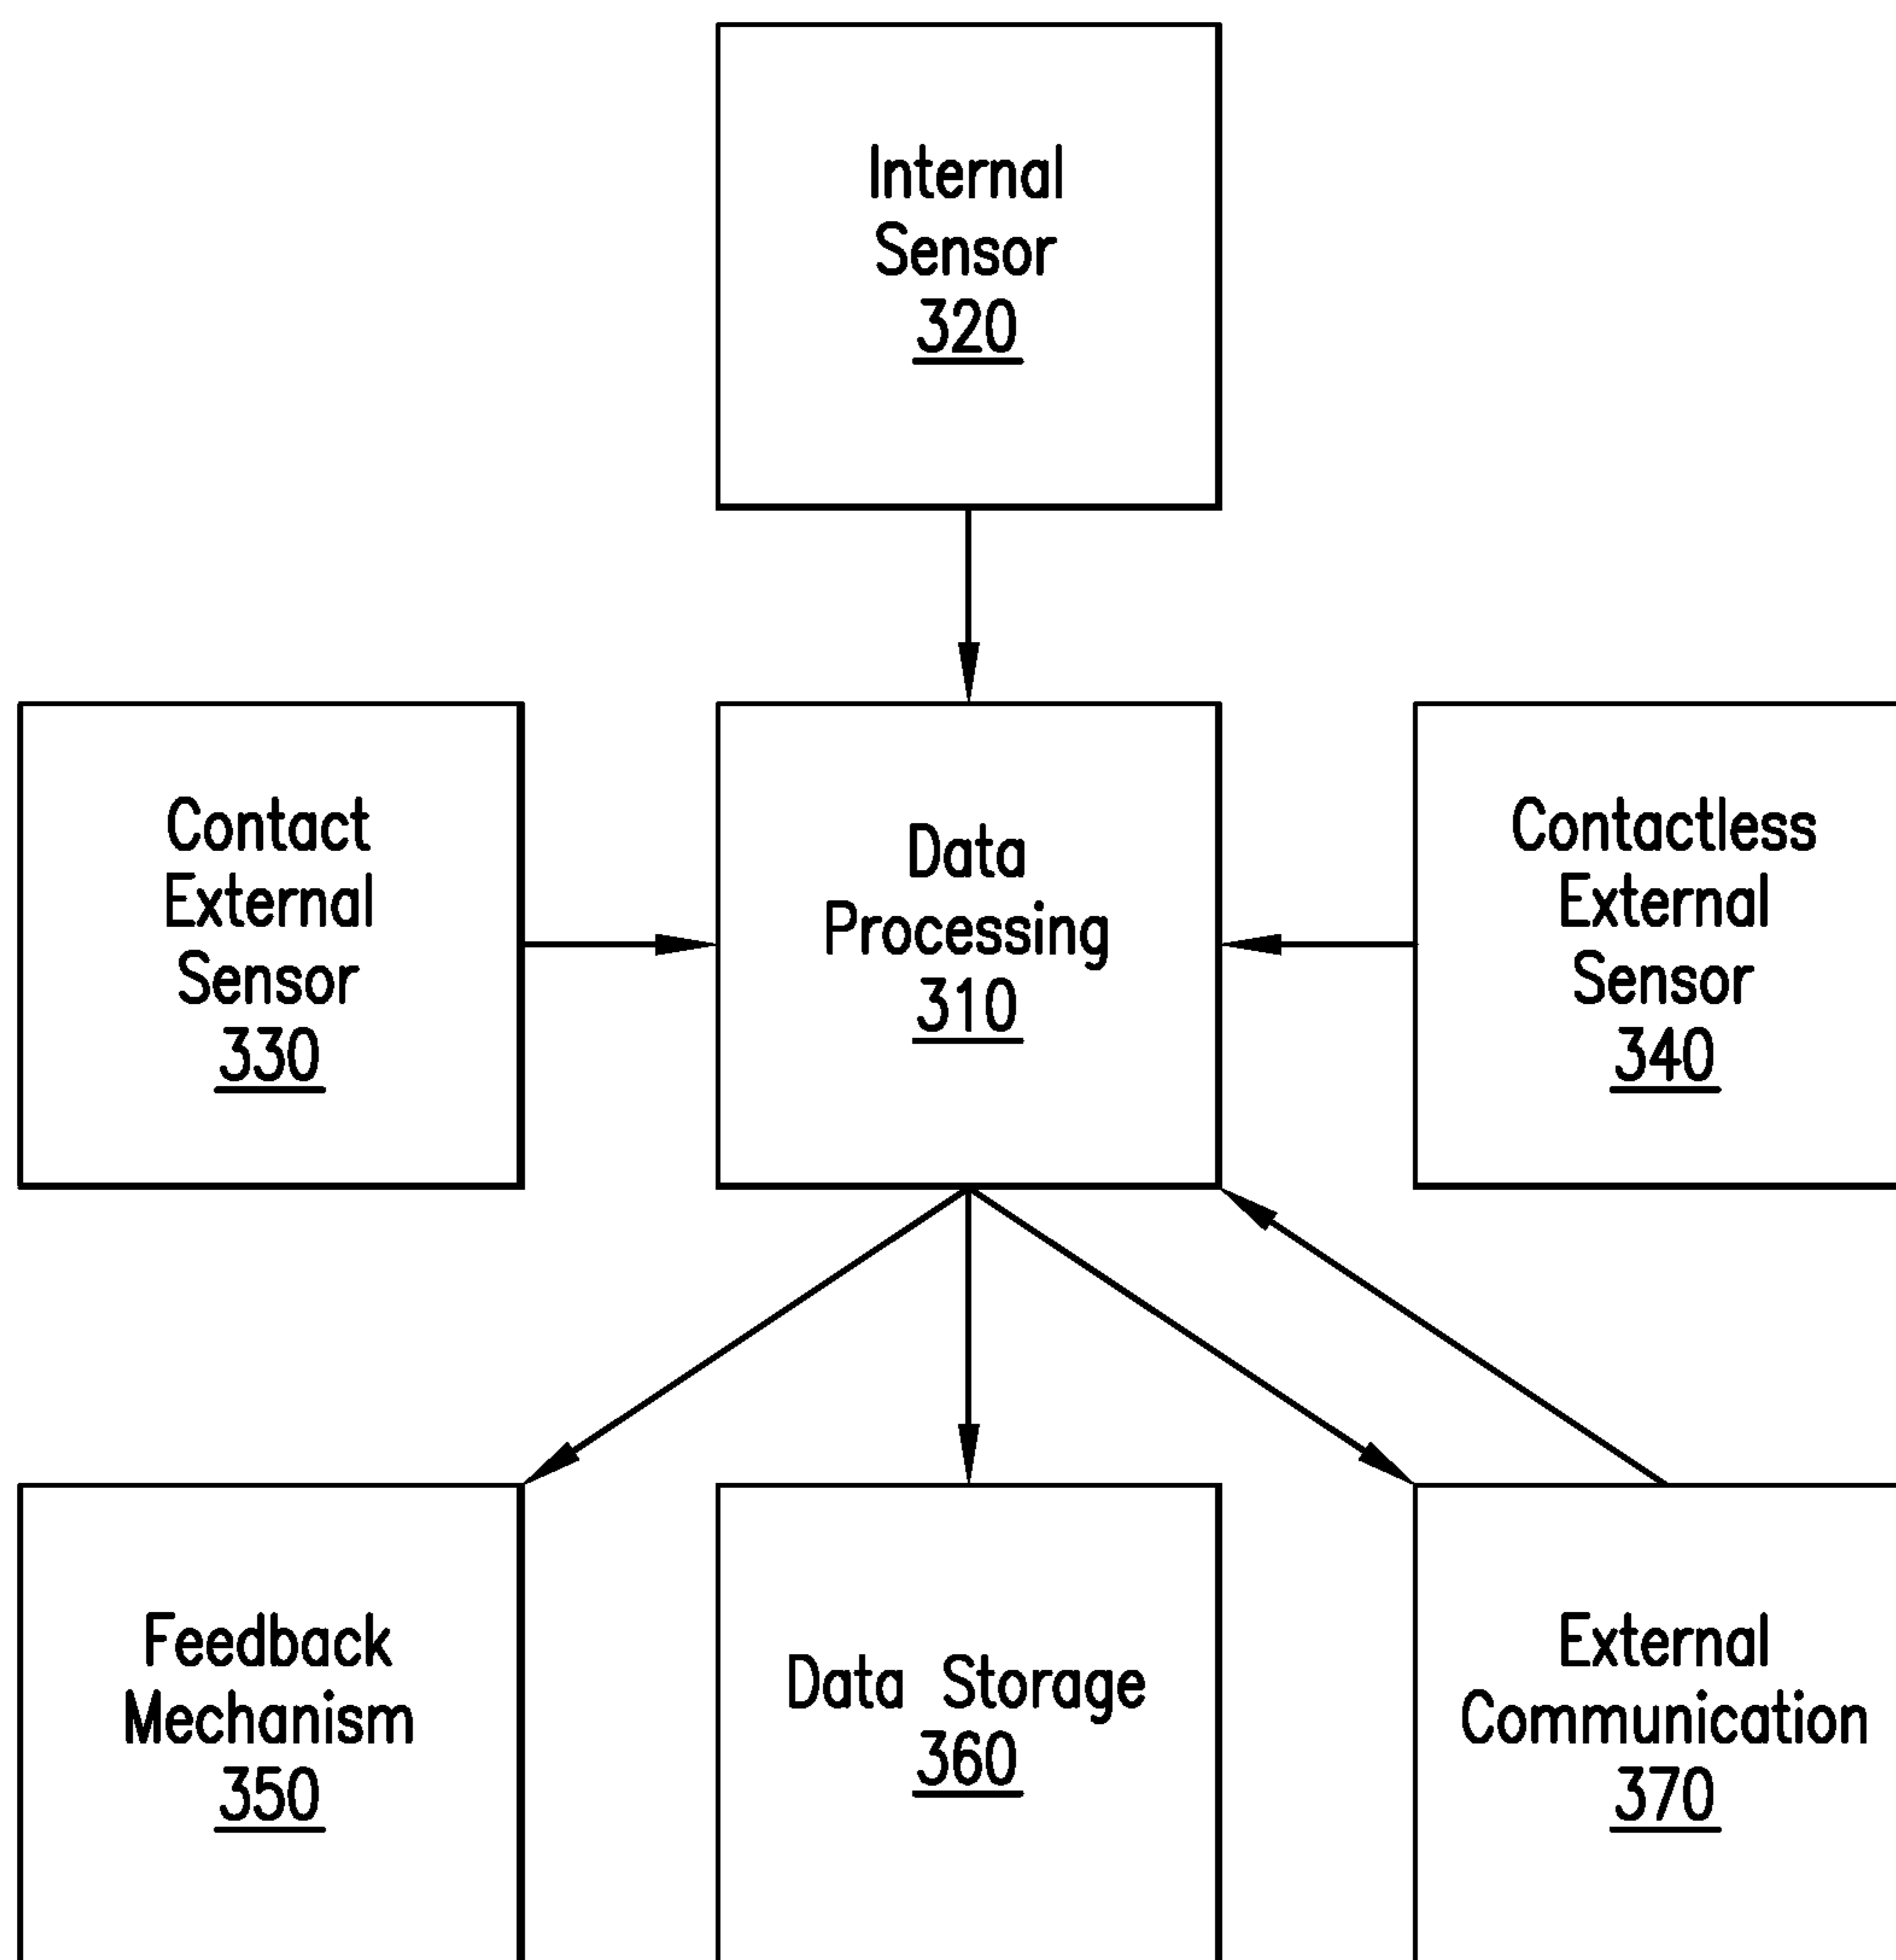 Internal
Sensor
320
Contact
External
Sensor
330
Data
Processing
310
Contactless
External
Sensor
340
Feedback
Mechanism
350
Data Storage
360
External
Communication
370